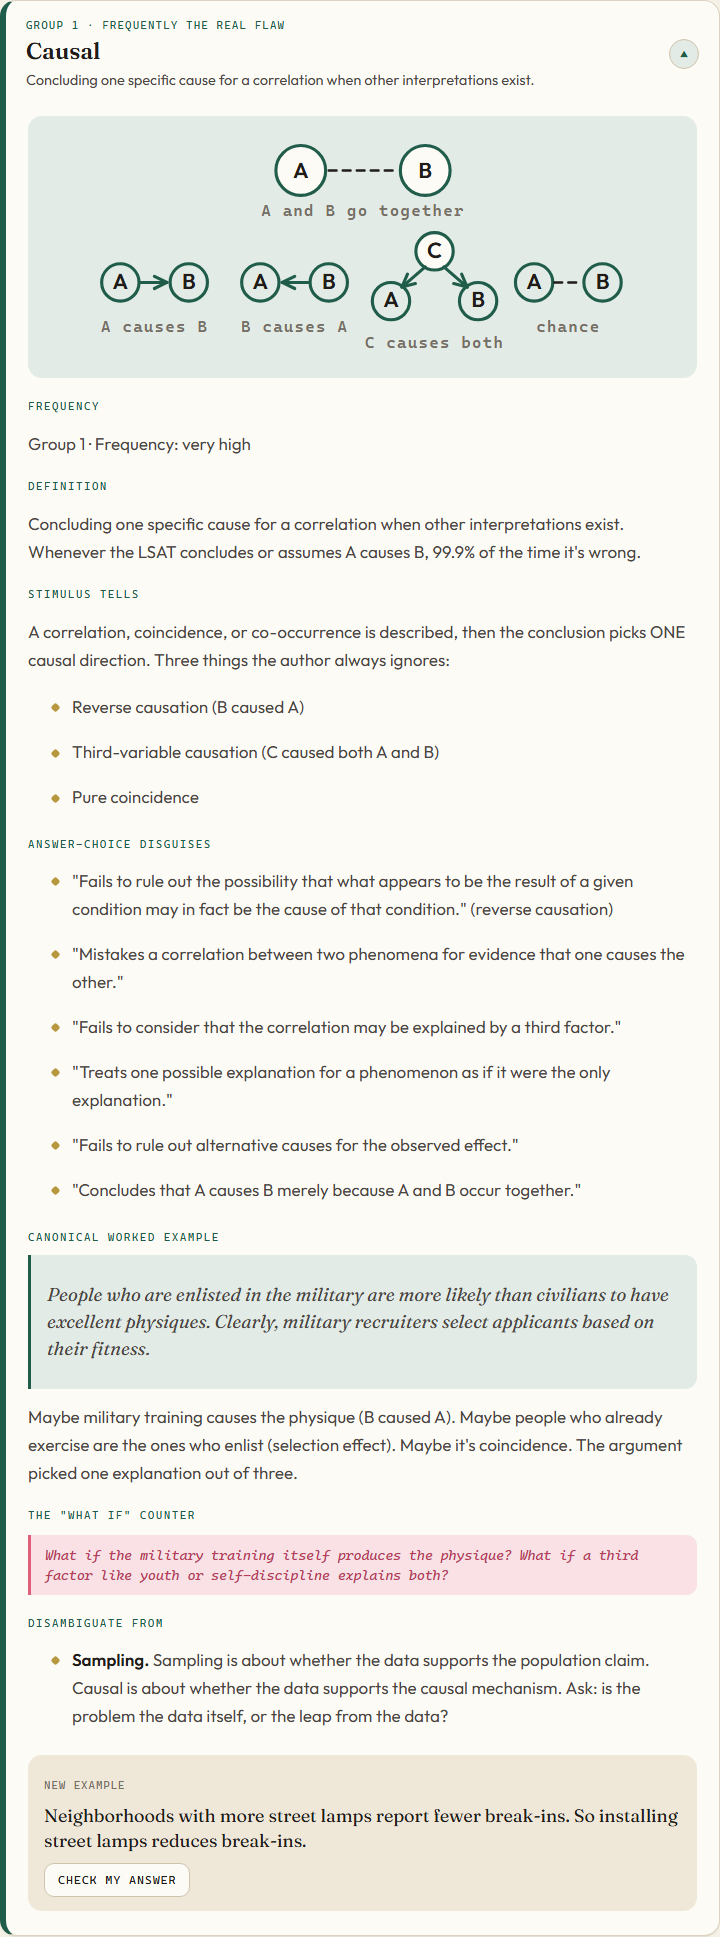 GROUP 1 · FREQUENTLY THE REAL FLAW
Causal
▲
Concluding one specific cause for a correlation when other interpretations exist.
A B
A and B go together
C
A B A B A B A B
A causes B B causes A C causes both chance
FREQUENCY
Group 1 · Frequency: very high
DEFINITION
Concluding one specific cause for a correlation when other interpretations exist.
Whenever the LSAT concludes or assumes A causes B, 99.9% of the time it's wrong.
STIMULUS TELLS
A correlation, coincidence, or co-occurrence is described, then the conclusion picks ONE
causal direction. Three things the author always ignores:
Reverse causation (B caused A)
Third-variable causation (C caused both A and B)
Pure coincidence
ANSWER-CHOICE DISGUISES
"Fails to rule out the possibility that what appears to be the result of a given
condition may in fact be the cause of that condition." (reverse causation)
"Mistakes a correlation between two phenomena for evidence that one causes the
other."
"Fails to consider that the correlation may be explained by a third factor."
"Treats one possible explanation for a phenomenon as if it were the only
explanation."
"Fails to rule out alternative causes for the observed effect."
"Concludes that A causes B merely because A and B occur together."
CANONICAL WORKED EXAMPLE
People who are enlisted in the military are more likely than civilians to have
excellent physiques. Clearly, military recruiters select applicants based on
their fitness.
Maybe military training causes the physique (B caused A). Maybe people who already
exercise are the ones who enlist (selection effect). Maybe it's coincidence. The argument
picked one explanation out of three.
THE "WHAT IF" COUNTER
What if the military training itself produces the physique? What if a third
factor like youth or self-discipline explains both?
DISAMBIGUATE FROM
Sampling. Sampling is about whether the data supports the population claim.
Causal is about whether the data supports the causal mechanism. Ask: is the
problem the data itself, or the leap from the data?
NEW EXAMPLE
Neighborhoods with more street lamps report fewer break-ins. So installing
street lamps reduces break-ins.
CHECK MY ANSWER